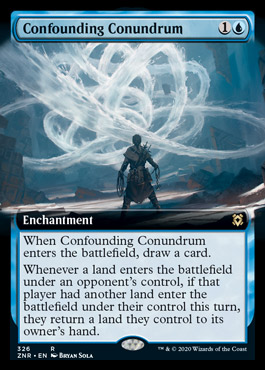 Confounding Conundrum 1
Enchantment
When Confounding Conundrum
enters the battlefield, draw a card.
Whenever a land enters the battlefield
under an opponent's control, if that
player had another land enter the
battlefield under their control this turn,
they return a land they control to its
owner's hand.
326 R
ZNR • EN BRYAN SOLA
™ & © 2020 Wizards of the Coast